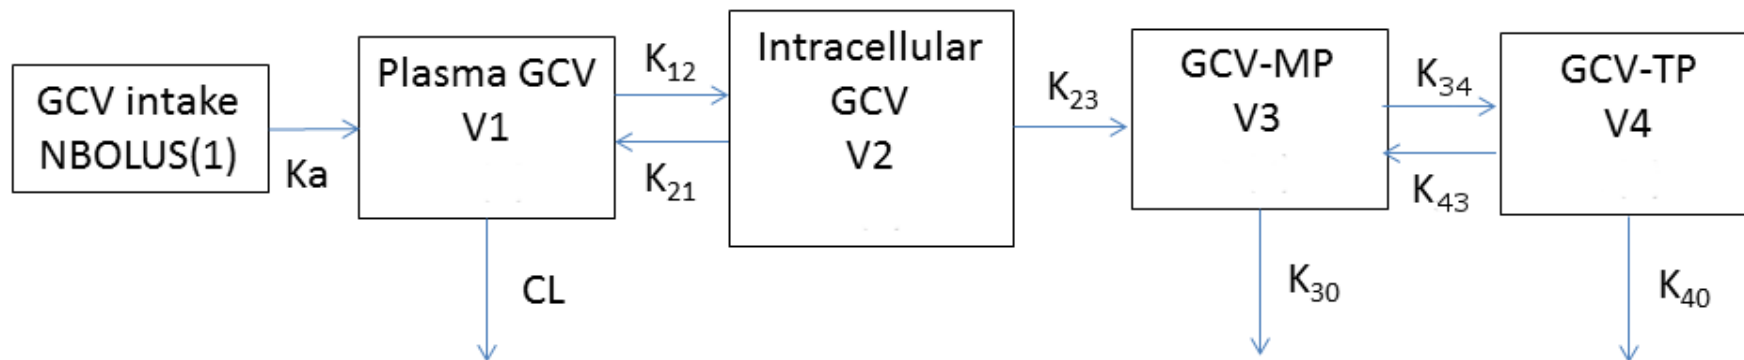 GCV intake
NBOLUS(1)
Ka
Plasma GCV
V1
CL
K₁₂
K₂₁
Intracellular
GCV
V2
K₂₃
GCV-MP
V3
K₃₀
K₃₄
K₄₃
GCV-TP
V4
K₄₀